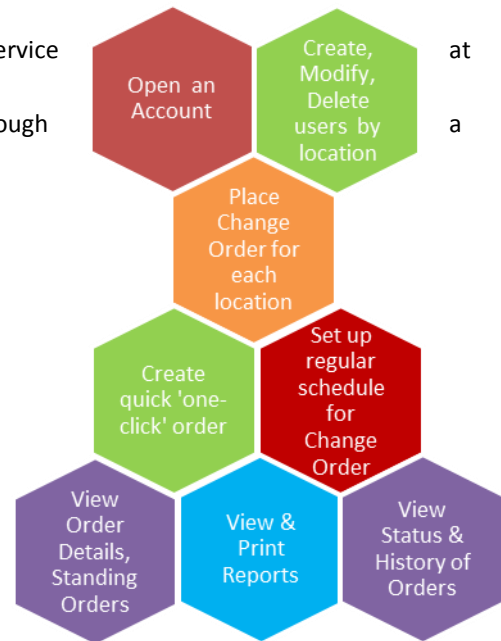 ervice
at
ough
a
Open an
Account
Create,
Modify,
Delete
users by
location
Place
Change
Order for
each
location
Create
quick 'one-
click' order
Set up
regular
schedule
for
Change
Order
View
Order
Details,
Standing
Orders
View &
Print
Reports
View
Status &
History of
Orders